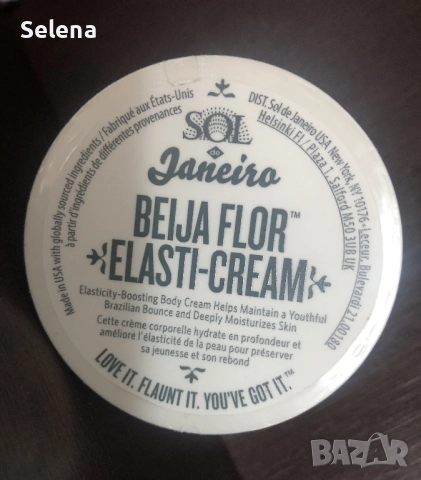 Selena
Made in USA with globally sourced ingredients / Fabriqué aux États-Unis
à partir d'ingrédients de différentes provenances
DIST. Sol de Janeiro USA New York, NY 10176
Helsinki FI / Plaza 1, Salford M50 3UB UK
SOL
de
Janeiro
BEIJA FLOR™
ELASTI-CREAM
Elasticity-Boosting Body Cream Helps Maintain a Youthful
Brazilian Bounce and Deeply Moisturizes Skin
Cette crème corporelle hydrate en profondeur et
améliore l'élasticité de la peau pour préserver
sa jeunesse et son rebond
LOVE IT. FLAUNT IT. YOU'VE GOT IT.™
BAZAR